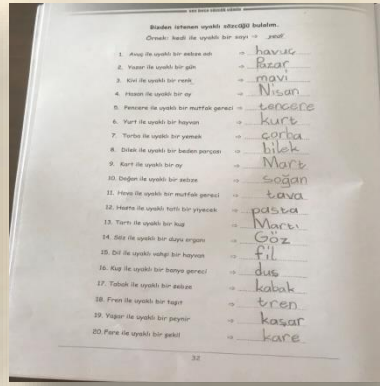 Bizden istenen uyaklı sözcüğü bulalım.
Örnek: kedi ile uyaklı bir sayı ⇒ yedi
1. Avuç ile uyaklı bir sebze adı ⇒ havuç
2. Yazar ile uyaklı bir gün ⇒ Pazar
3. Kivi ile uyaklı bir renk ⇒ mavi
4. Hasan ile uyaklı bir ay ⇒ Nisan
5. Pencere ile uyaklı bir mutfak gereci ⇒ tencere
6. Yurt ile uyaklı bir hayvan ⇒ kurt
7. Torba ile uyaklı bir yemek ⇒ çorba
8. Dilek ile uyaklı bir beden parçası ⇒ bilek
9. Kart ile uyaklı bir ay ⇒ Mart
10. Doğan ile uyaklı bir sebze ⇒ soğan
11. Hava ile uyaklı bir mutfak gereci ⇒ tava
12. Hasta ile uyaklı tatlı bir yiyecek ⇒ pasta
13. Tartı ile uyaklı bir kuş ⇒ Martı
14. Söz ile uyaklı bir duyu organı ⇒ Göz
15. Dil ile uyaklı vahşi bir hayvan ⇒ fil
16. Kuş ile uyaklı bir banyo gereci ⇒ duş
17. Tabak ile uyaklı bir sebze ⇒ kabak
18. Fren ile uyaklı bir taşıt ⇒ tren
19. Yaşar ile uyaklı bir peynir ⇒ kaşar
20. Fare ile uyaklı bir şekil ⇒ kare
32